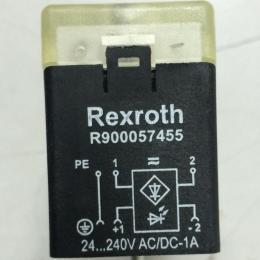 Rexroth
R900057455
PE 1 = 2
+1 -2
24...240V AC/DC-1A